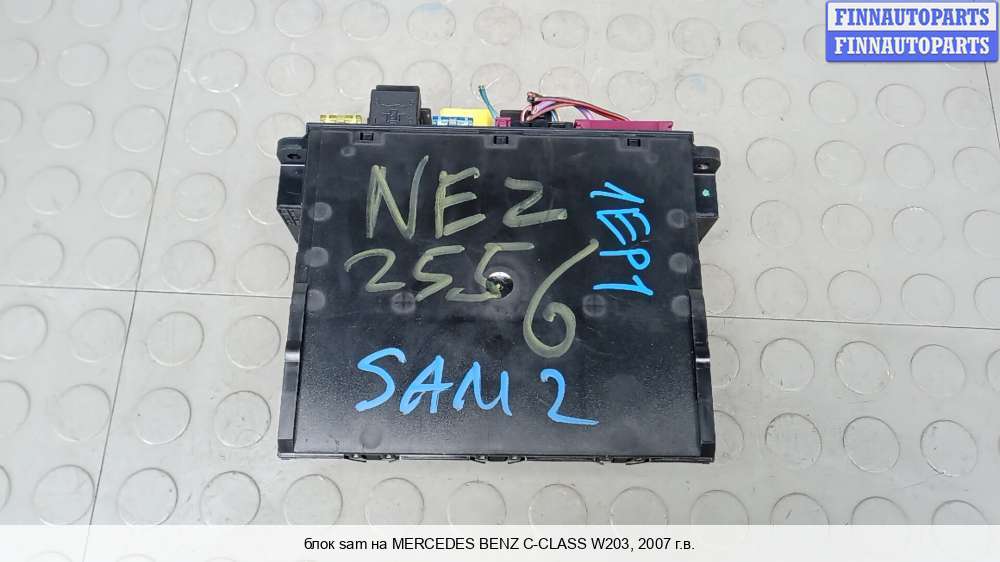 FINNAUTOPARTS
FINNAUTOPARTS
NEZ
2556
1EP1
SAM 2
блок sam на MERCEDES BENZ C-CLASS W203, 2007 г.в.